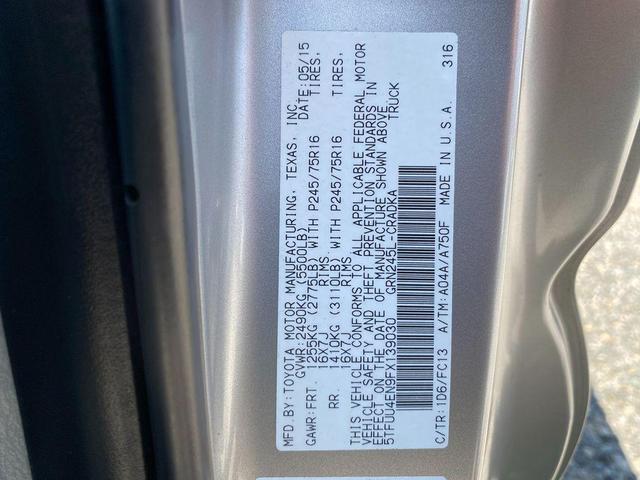 MFD BY:TOYOTA MOTOR MANUFACTURING, TEXAS, INC.
GVWR:2490KG (5500LB) DATE:05/15
GAWR:FRT. 1255KG (2775LB) WITH P245/75R16 TIRES,
16X7J RIMS
RR. 1410KG (3110LB) WITH P245/75R16 TIRES,
16X7J RIMS
THIS VEHICLE CONFORMS TO ALL APPLICABLE FEDERAL MOTOR
VEHICLE SAFETY AND THEFT PREVENTION STANDARDS IN
EFFECT ON THE DATE OF MANUFACTURE SHOWN ABOVE.
5TFUU4EN9FX139030 GRN245L-CRADKA TRUCK
C/TR:1D6/FC13 A/TM:A04A/A750F MADE IN U.S.A. 316